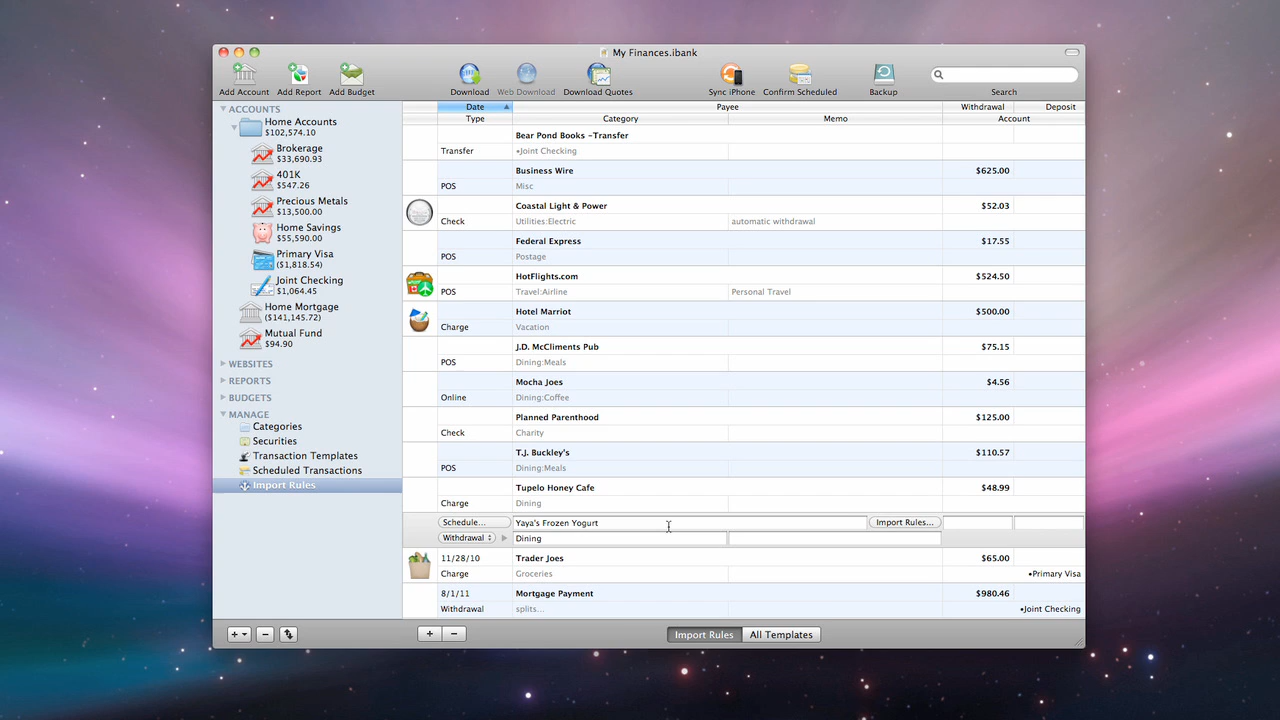 My Finances.ibank
Add Account Add Report Add Budget Download Web Download Download Quotes Sync iPhone Confirm Scheduled Backup Search
ACCOUNTS
Home Accounts
$102,574.10
Brokerage
$33,690.93
401K
$547.26
Precious Metals
$13,500.00
Home Savings
$55,590.00
Primary Visa
($1,818.54)
Joint Checking
$1,064.45
Home Mortgage
($141,145.72)
Mutual Fund
$94.90
WEBSITES
REPORTS
BUDGETS
MANAGE
Categories
Securities
Transaction Templates
Scheduled Transactions
Import Rules
Date Payee Withdrawal Deposit
Type Category Memo Account
Bear Pond Books -Transfer
Transfer •Joint Checking
Business Wire $625.00
POS Misc
Coastal Light & Power $52.03
Check Utilities:Electric automatic withdrawal
Federal Express $17.55
POS Postage
HotFlights.com $524.50
POS Travel:Airline Personal Travel
Hotel Marriot $500.00
Charge Vacation
J.D. McCliments Pub $75.15
POS Dining:Meals
Mocha Joes $4.56
Online Dining:Coffee
Planned Parenthood $125.00
Check Charity
T.J. Buckley's $110.57
POS Dining:Meals
Tupelo Honey Cafe $48.99
Charge Dining
Schedule... Yaya's Frozen Yogurt Import Rules...
Withdrawal Dining
11/28/10 Trader Joes $65.00
Charge Groceries •Primary Visa
8/1/11 Mortgage Payment $980.46
Withdrawal splits... •Joint Checking
Import Rules All Templates